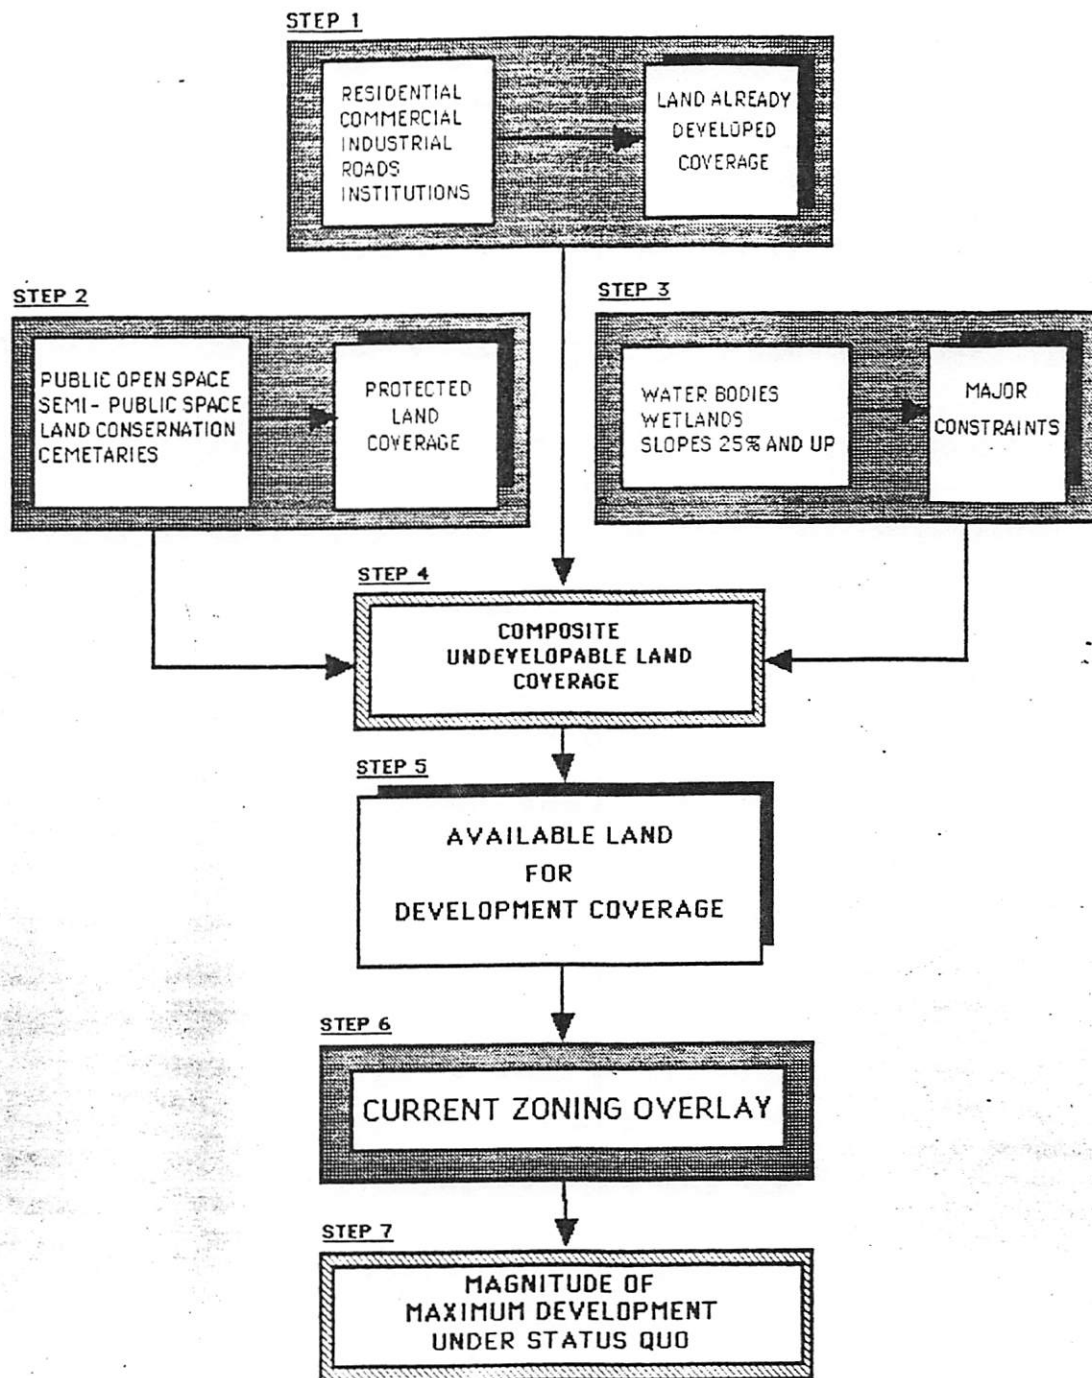 STEP 1
RESIDENTIAL
COMMERCIAL
INDUSTRIAL
ROADS
INSTITUTIONS
LAND ALREADY
DEVELOPED
COVERAGE
STEP 2
PUBLIC OPEN SPACE
SEMI - PUBLIC SPACE
LAND CONSERNATION
CEMETARIES
PROTECTED
LAND
COVERAGE
STEP 3
WATER BODIES
WETLANDS
SLOPES 25% AND UP
MAJOR
CONSTRAINTS
STEP 4
COMPOSITE
UNDEVELOPABLE LAND
COVERAGE
STEP 5
AVAILABLE LAND
FOR
DEVELOPMENT COVERAGE
STEP 6
CURRENT ZONING OVERLAY
STEP 7
MAGNITUDE OF
MAXIMUM DEVELOPMENT
UNDER STATUS QUO